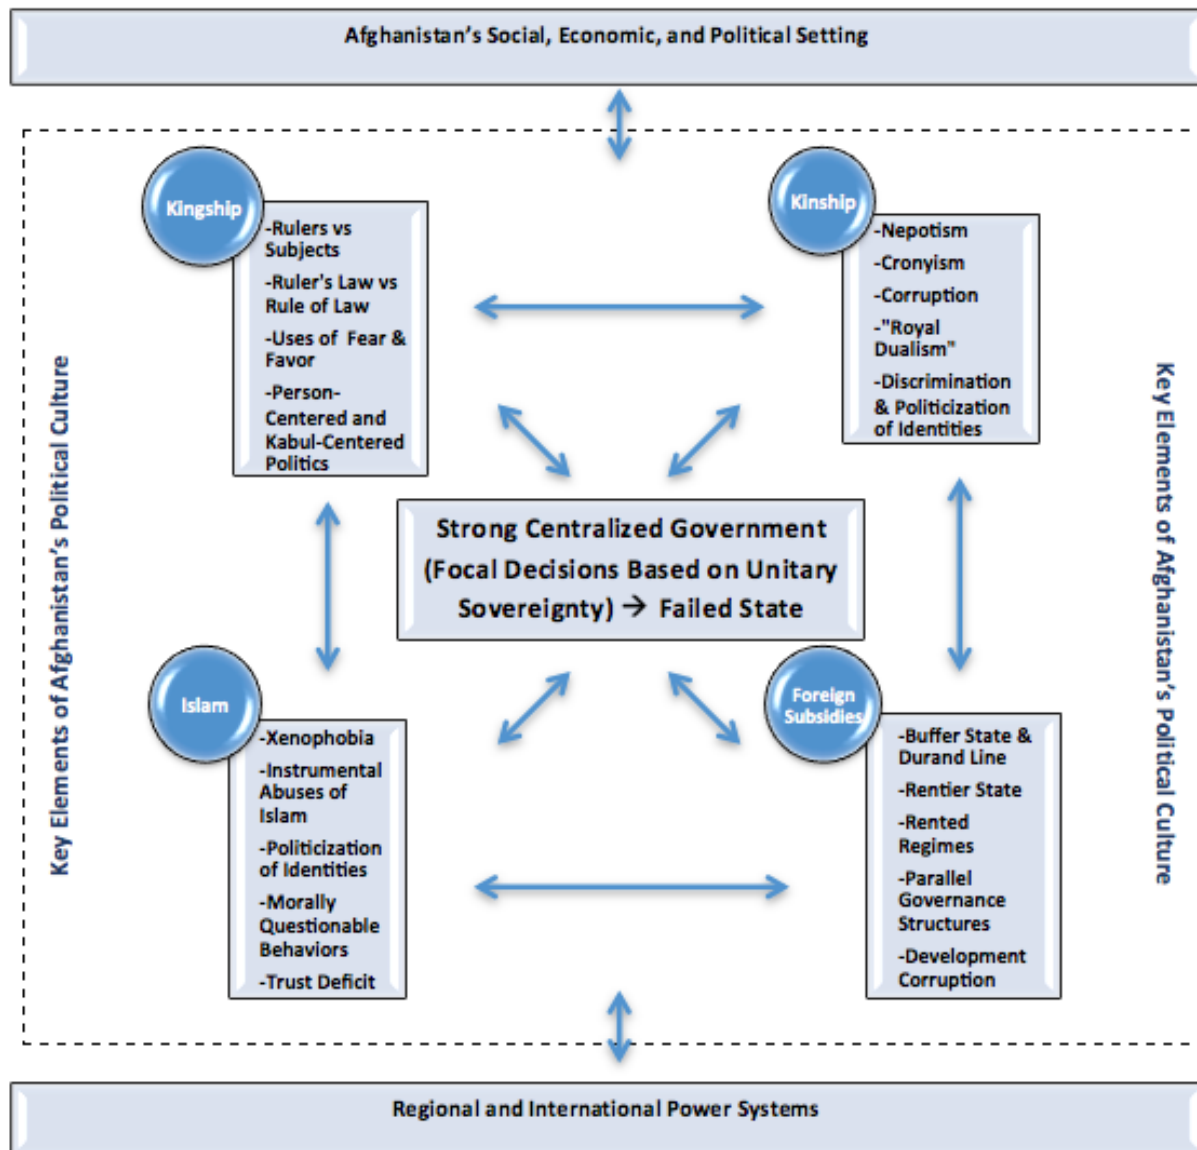 Afghanistan's Social, Economic, and Political Setting
Key Elements of Afghanistan's Political Culture
Kingship
-Rulers vs
Subjects
-Ruler's Law vs
Rule of Law
-Uses of Fear &
Favor
-Person-
Centered and
Kabul-Centered
Politics
Kinship
-Nepotism
-Cronyism
-Corruption
-"Royal
Dualism"
-Discrimination
& Politicization
of Identities
Key Elements of Afghanistan's Political Culture
Strong Centralized Government
(Focal Decisions Based on Unitary
Sovereignty) → Failed State
Islam
-Xenophobia
-Instrumental
Abuses of
Islam
-Politicization
of Identities
-Morally
Questionable
Behaviors
-Trust Deficit
Foreign
Subsidies
-Buffer State &
Durand Line
-Rentier State
-Rented
Regimes
-Parallel
Governance
Structures
-Development
Corruption
Regional and International Power Systems